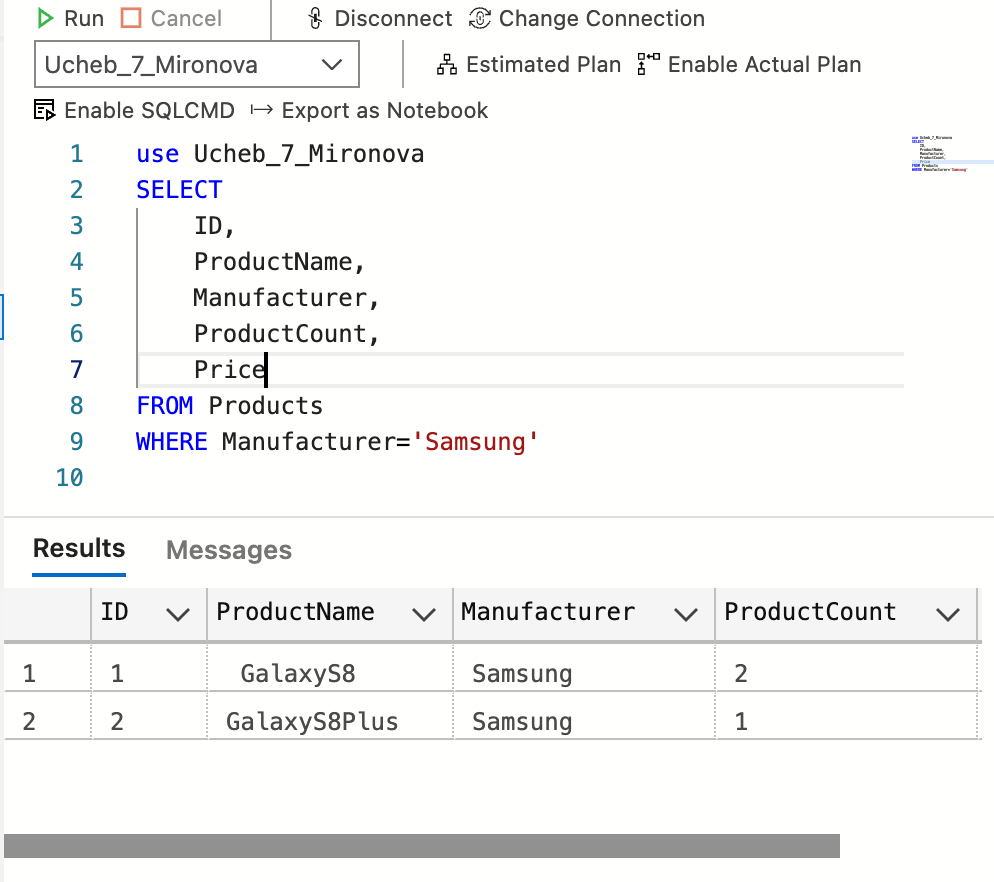 Run Cancel Disconnect Change Connection
Ucheb_7_Mironova Estimated Plan Enable Actual Plan
Enable SQLCMD Export as Notebook
1 use Ucheb_7_Mironova
2 SELECT
3 ID,
4 ProductName,
5 Manufacturer,
6 ProductCount,
7 Price
8 FROM Products
9 WHERE Manufacturer='Samsung'
10
Results Messages
ID ProductName Manufacturer ProductCount
1 1 GalaxyS8 Samsung 2
2 2 GalaxyS8Plus Samsung 1